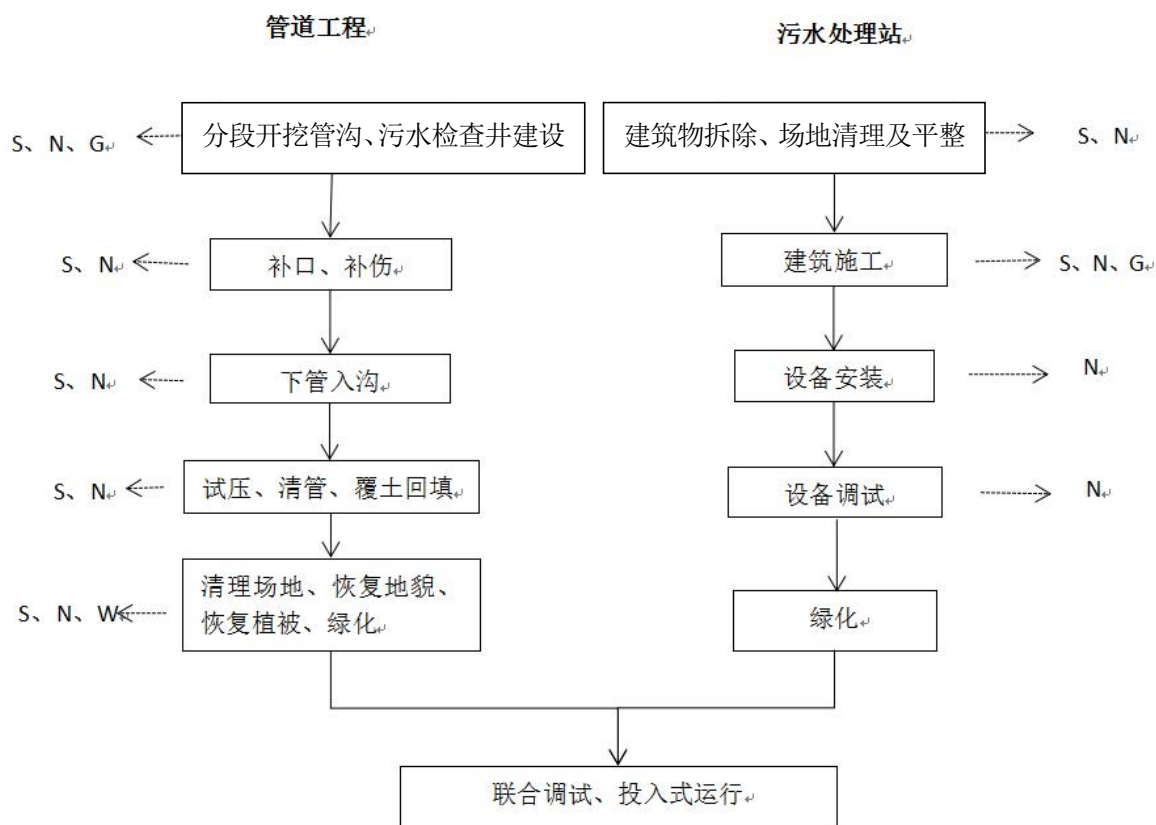 管道工程
污水处理站
S、N、G
分段开挖管沟、污水检查井建设
建筑物拆除、场地清理及平整
S、N
S、N
补口、补伤
建筑施工
S、N、G
S、N
下管入沟
设备安装
N
S、N
试压、清管、覆土回填
设备调试
N
S、N、W
清理场地、恢复地貌、
恢复植被、绿化
绿化
联合调试、投入式运行